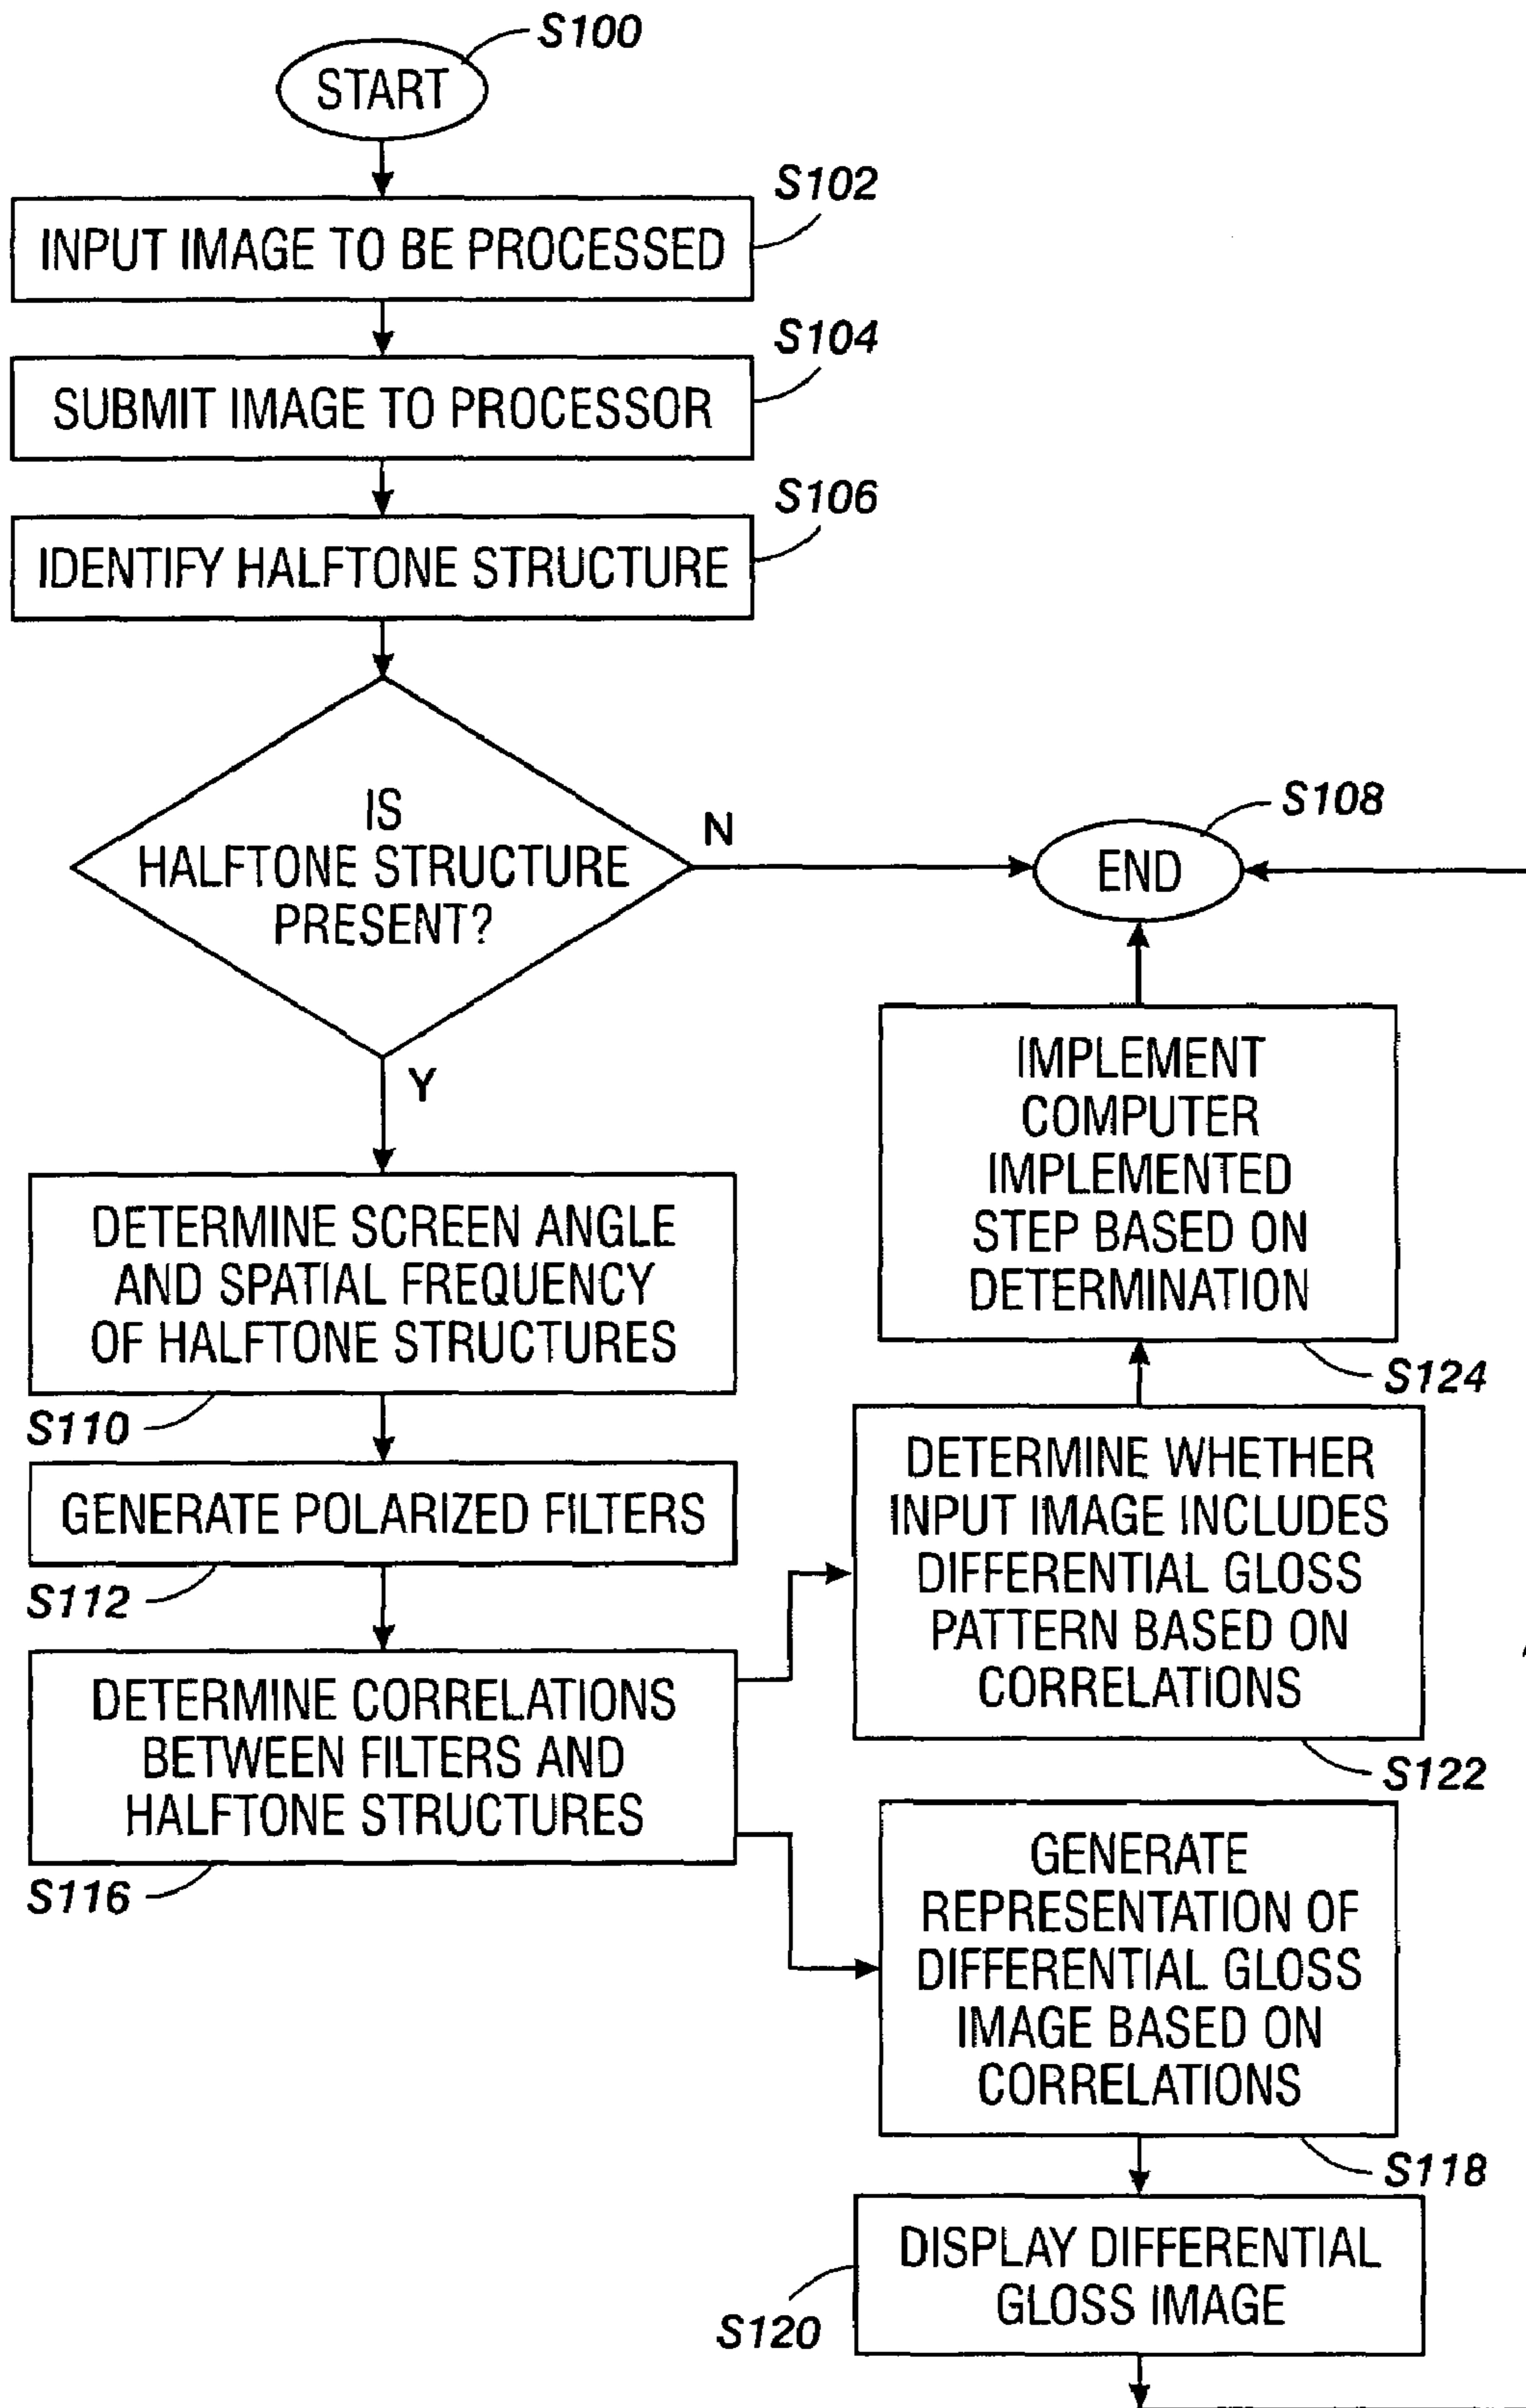 S100
START
S102
INPUT IMAGE TO BE PROCESSED
S104
SUBMIT IMAGE TO PROCESSOR
S106
IDENTIFY HALFTONE STRUCTURE
IS
HALFTONE STRUCTURE
PRESENT?
N
S108
END
Y
DETERMINE SCREEN ANGLE
AND SPATIAL FREQUENCY
OF HALFTONE STRUCTURES
S110
GENERATE POLARIZED FILTERS
S112
DETERMINE CORRELATIONS
BETWEEN FILTERS AND
HALFTONE STRUCTURES
S116
IMPLEMENT
COMPUTER
IMPLEMENTED
STEP BASED ON
DETERMINATION
S124
DETERMINE WHETHER
INPUT IMAGE INCLUDES
DIFFERENTIAL GLOSS
PATTERN BASED ON
CORRELATIONS
S122
GENERATE
REPRESENTATION OF
DIFFERENTIAL GLOSS
IMAGE BASED ON
CORRELATIONS
S118
DISPLAY DIFFERENTIAL
GLOSS IMAGE
S120